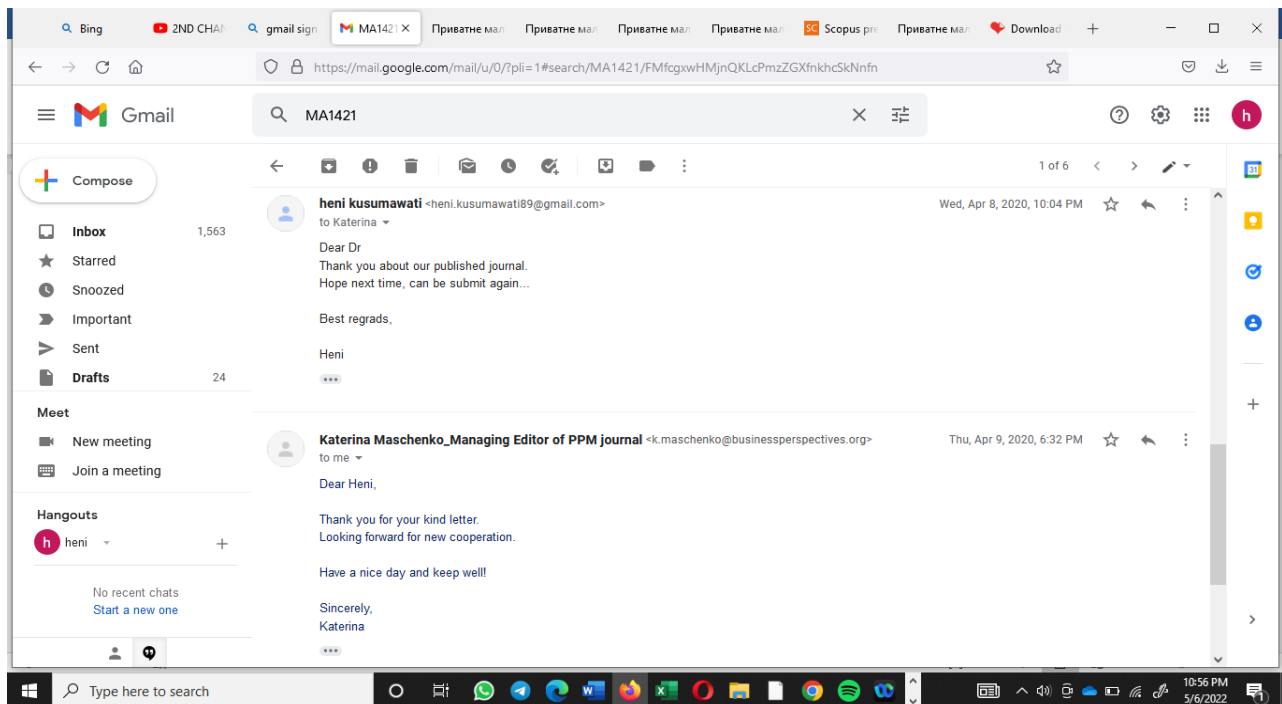 Bing
2ND CHAN
gmail sign
MA1421
Приватне мал
Приватне мал
Приватне мал
Приватне мал
SC Scopus pre
Приватне мал
Download
https://mail.google.com/mail/u/0/?pli=1#search/MA1421/FMfcgxwHMjnQKLcPmzZGXfnkhcSkNnfn
Gmail
MA1421
h
Compose
1 of 6
31
Inbox 1,563
Starred
Snoozed
Important
Sent
Drafts 24
Meet
New meeting
Join a meeting
Hangouts
h heni
No recent chats
Start a new one
heni kusumawati <heni.kusumawati89@gmail.com> Wed, Apr 8, 2020, 10:04 PM
to Katerina
Dear Dr
Thank you about our published journal.
Hope next time, can be submit again...
Best regrads,
Heni
Katerina Maschenko_Managing Editor of PPM journal <k.maschenko@businessperspectives.org> Thu, Apr 9, 2020, 6:32 PM
to me
Dear Heni,
Thank you for your kind letter.
Looking forward for new cooperation.
Have a nice day and keep well!
Sincerely,
Katerina
Type here to search
10:56 PM
5/6/2022